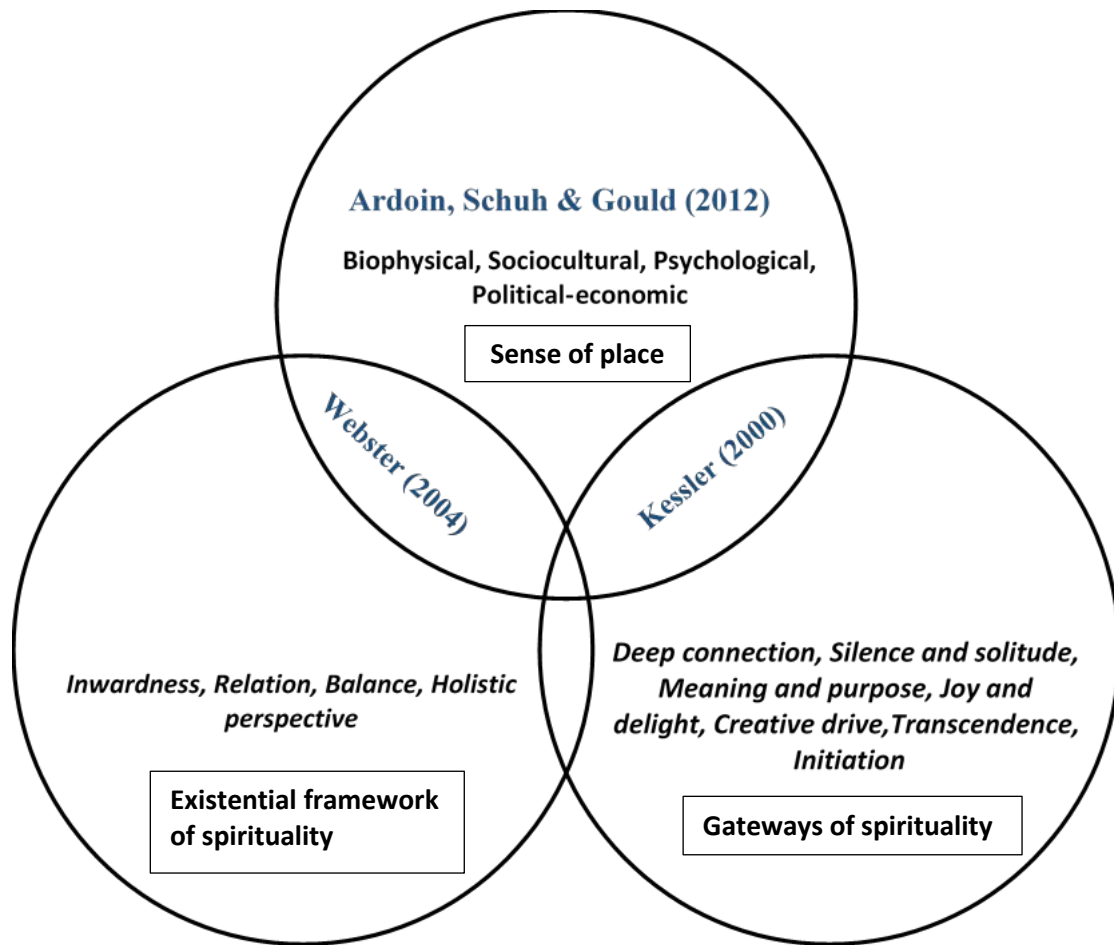 Ardoin, Schuh & Gould (2012)
Biophysical, Sociocultural, Psychological,
Political-economic
Sense of place
Webster (2004)
Kessler (2000)
Inwardness, Relation, Balance, Holistic
perspective
Existential framework
of spirituality
Deep connection, Silence and solitude,
Meaning and purpose, Joy and
delight, Creative drive,Transcendence,
Initiation
Gateways of spirituality